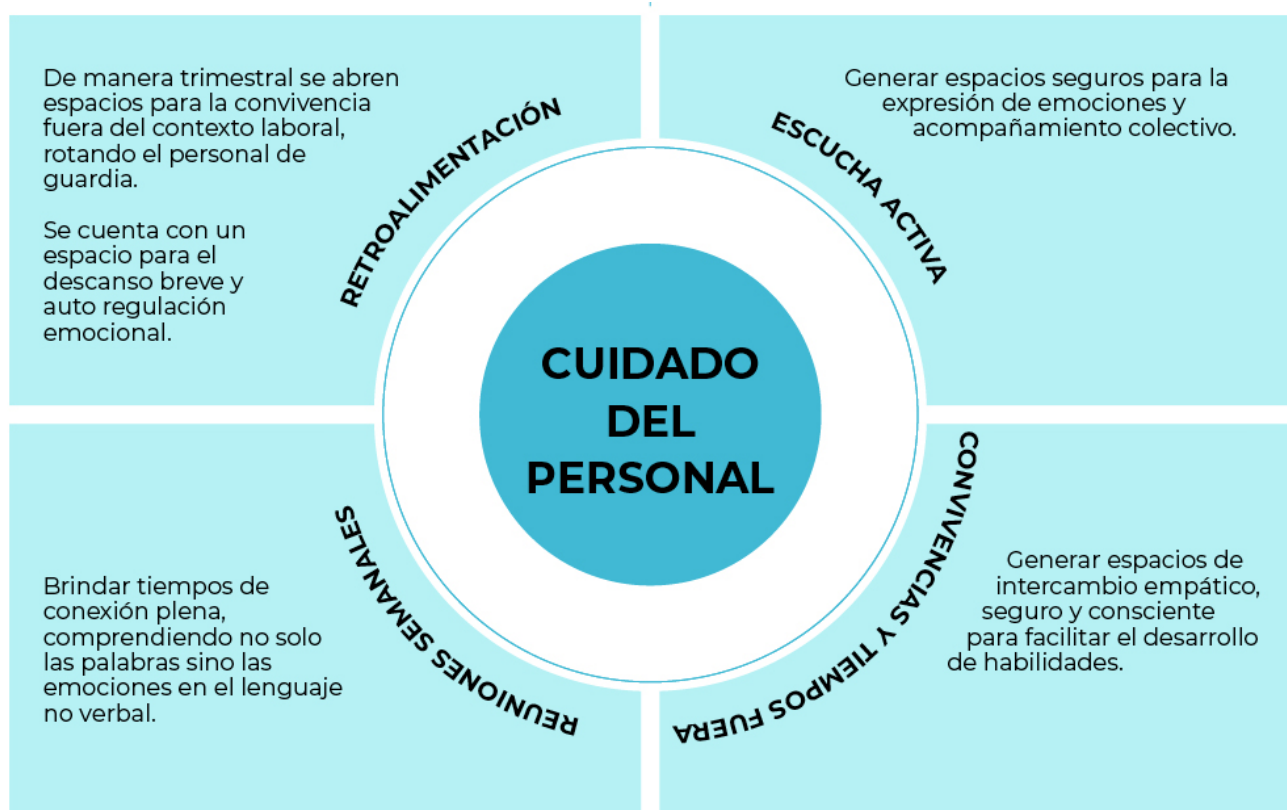 De manera trimestral se abren
espacios para la convivencia
fuera del contexto laboral,
rotando el personal de
guardia.
Se cuenta con un
espacio para el
descanso breve y
auto regulación
emocional.
RETROALIMENTACIÓN
Generar espacios seguros para la
expresión de emociones y
acompañamiento colectivo.
ESCUCHA ACTIVA
CUIDADO
DEL
PERSONAL
Brindar tiempos de
conexión plena,
comprendiendo no solo
las palabras sino las
emociones en el lenguaje
no verbal.
REUNIONES SEMANALES
Generar espacios de
intercambio empático,
seguro y consciente
para facilitar el desarrollo
de habilidades.
CONVIVENCIAS Y TIEMPOS FUERA